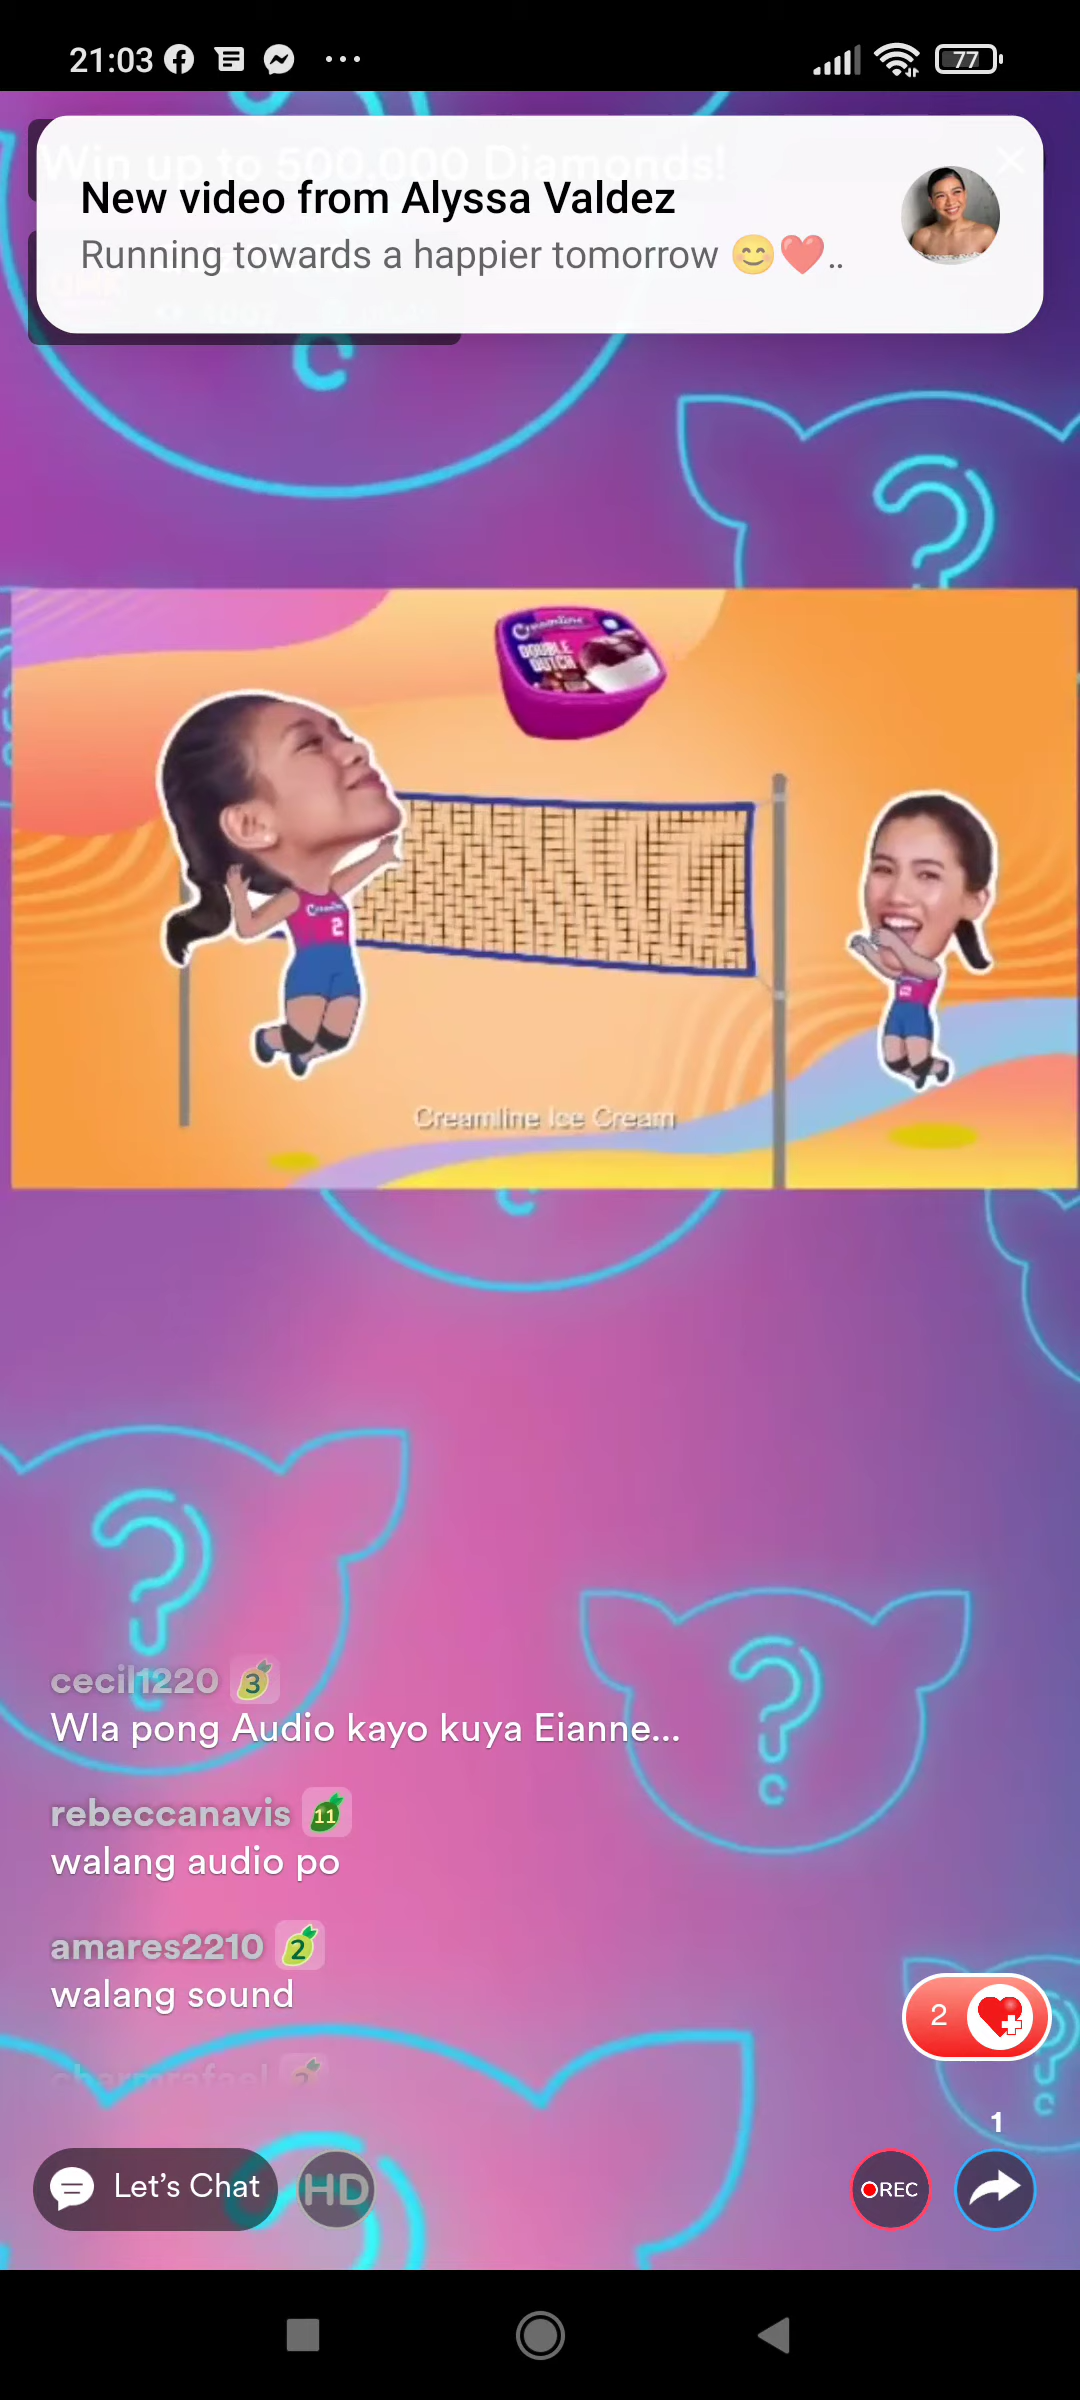 21:03
77
Win up to 500,000 Diamonds!
New video from Alyssa Valdez
Running towards a happier tomorrow 😊❤️..
Creamline
DOUBLE
DUTCH
Creamline
2
Creamline Ice Cream
cecil1220 3
Wla pong Audio kayo kuya Eianne...
rebeccanavis 11
walang audio po
amares2210 2
walang sound
charmrafael 2
2
1
Let's Chat
HD
REC